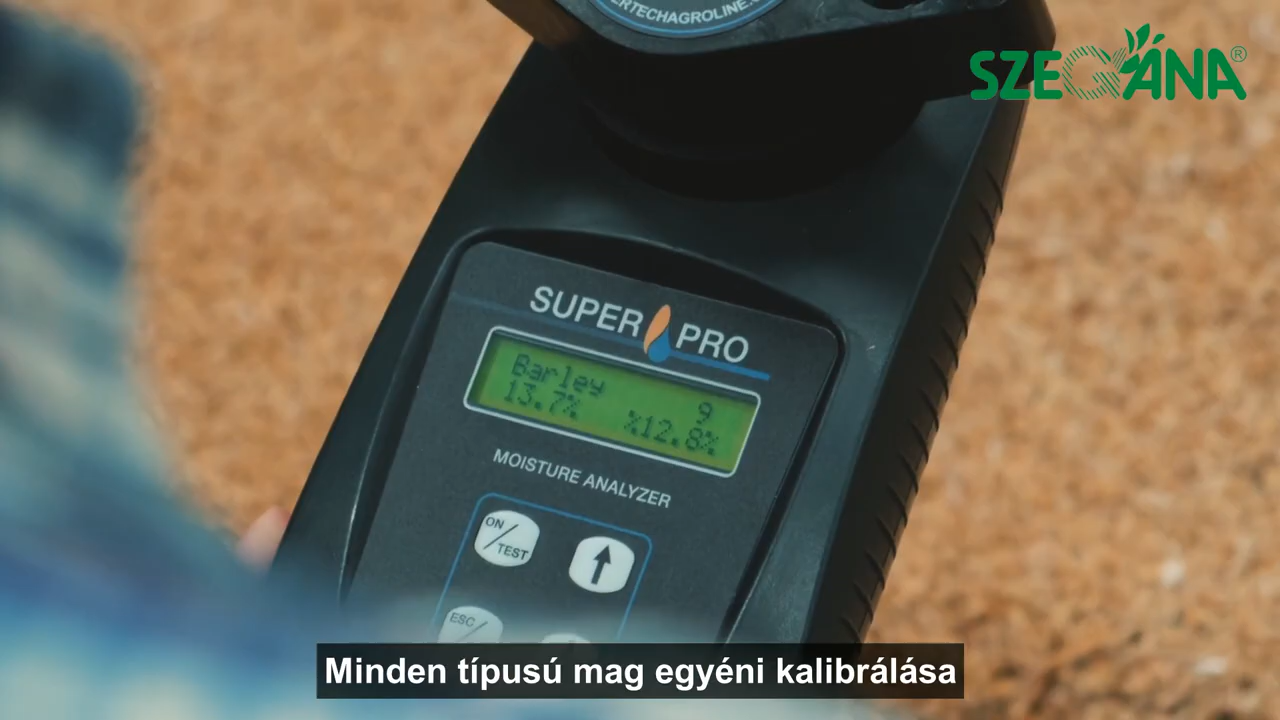 ERTECHAGROLINE.
SZEGÁNA®
SUPER PRO
Barley 9
13.7% %12.8%
MOISTURE ANALYZER
ON/TEST
ESC/
Minden típusú mag egyéni kalibrálása